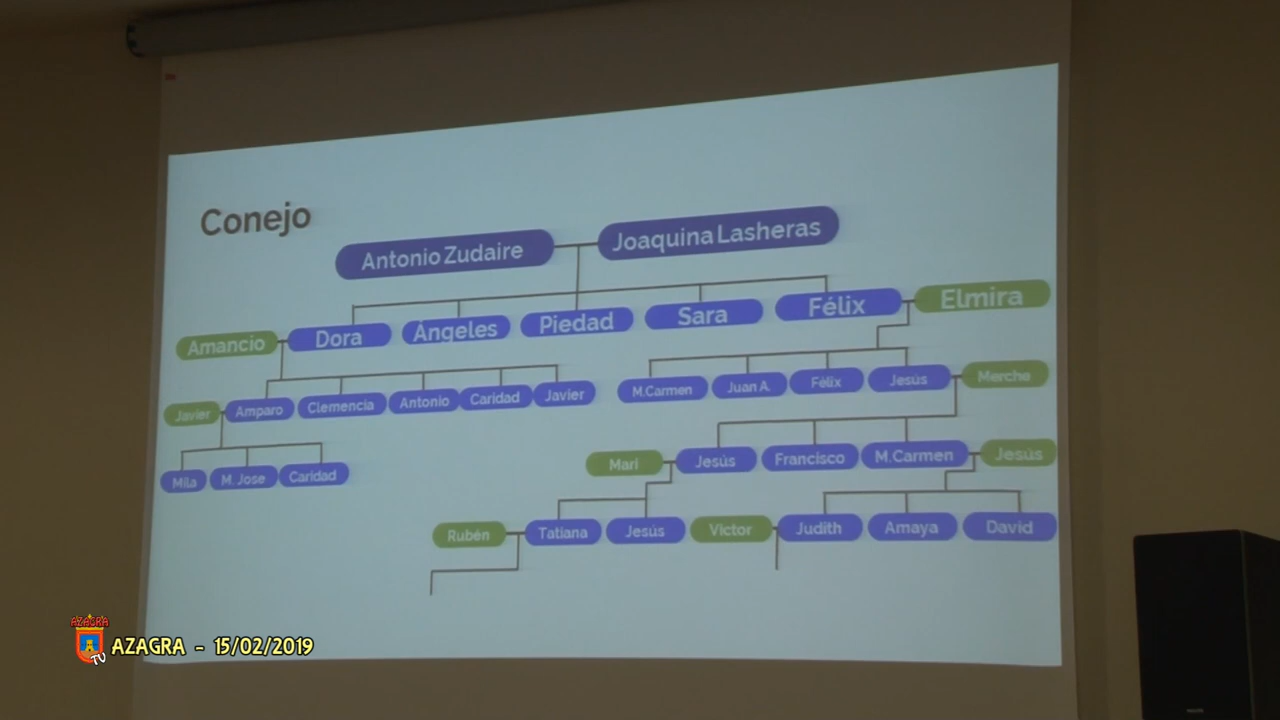 Conejo
Antonio Zudaire Joaquina Lasheras
Dora Ángeles Piedad Sara Félix Elmira
Amancio
Javier Amparo Clemencia Antonio Caridad Javier M.Carmen Juan A. Félix Jesús Merche
Mila M. Jose Caridad Mari Jesús Francisco M.Carmen Jesús
Rubén Tatiana Jesús Victor Judith Amaya David
AZAGRA
TV
AZAGRA - 15/02/2019